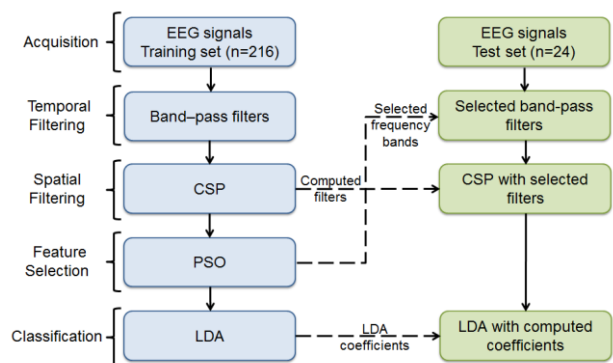 Acquisition
EEG signals
Training set (n=216)
EEG signals
Test set (n=24)
Temporal
Filtering
Band–pass filters
Selected
frequency
bands
Selected band-pass
filters
Spatial
Filtering
CSP
Computed
filters
CSP with selected
filters
Feature
Selection
PSO
Classification
LDA
LDA
coefficients
LDA with computed
coefficients